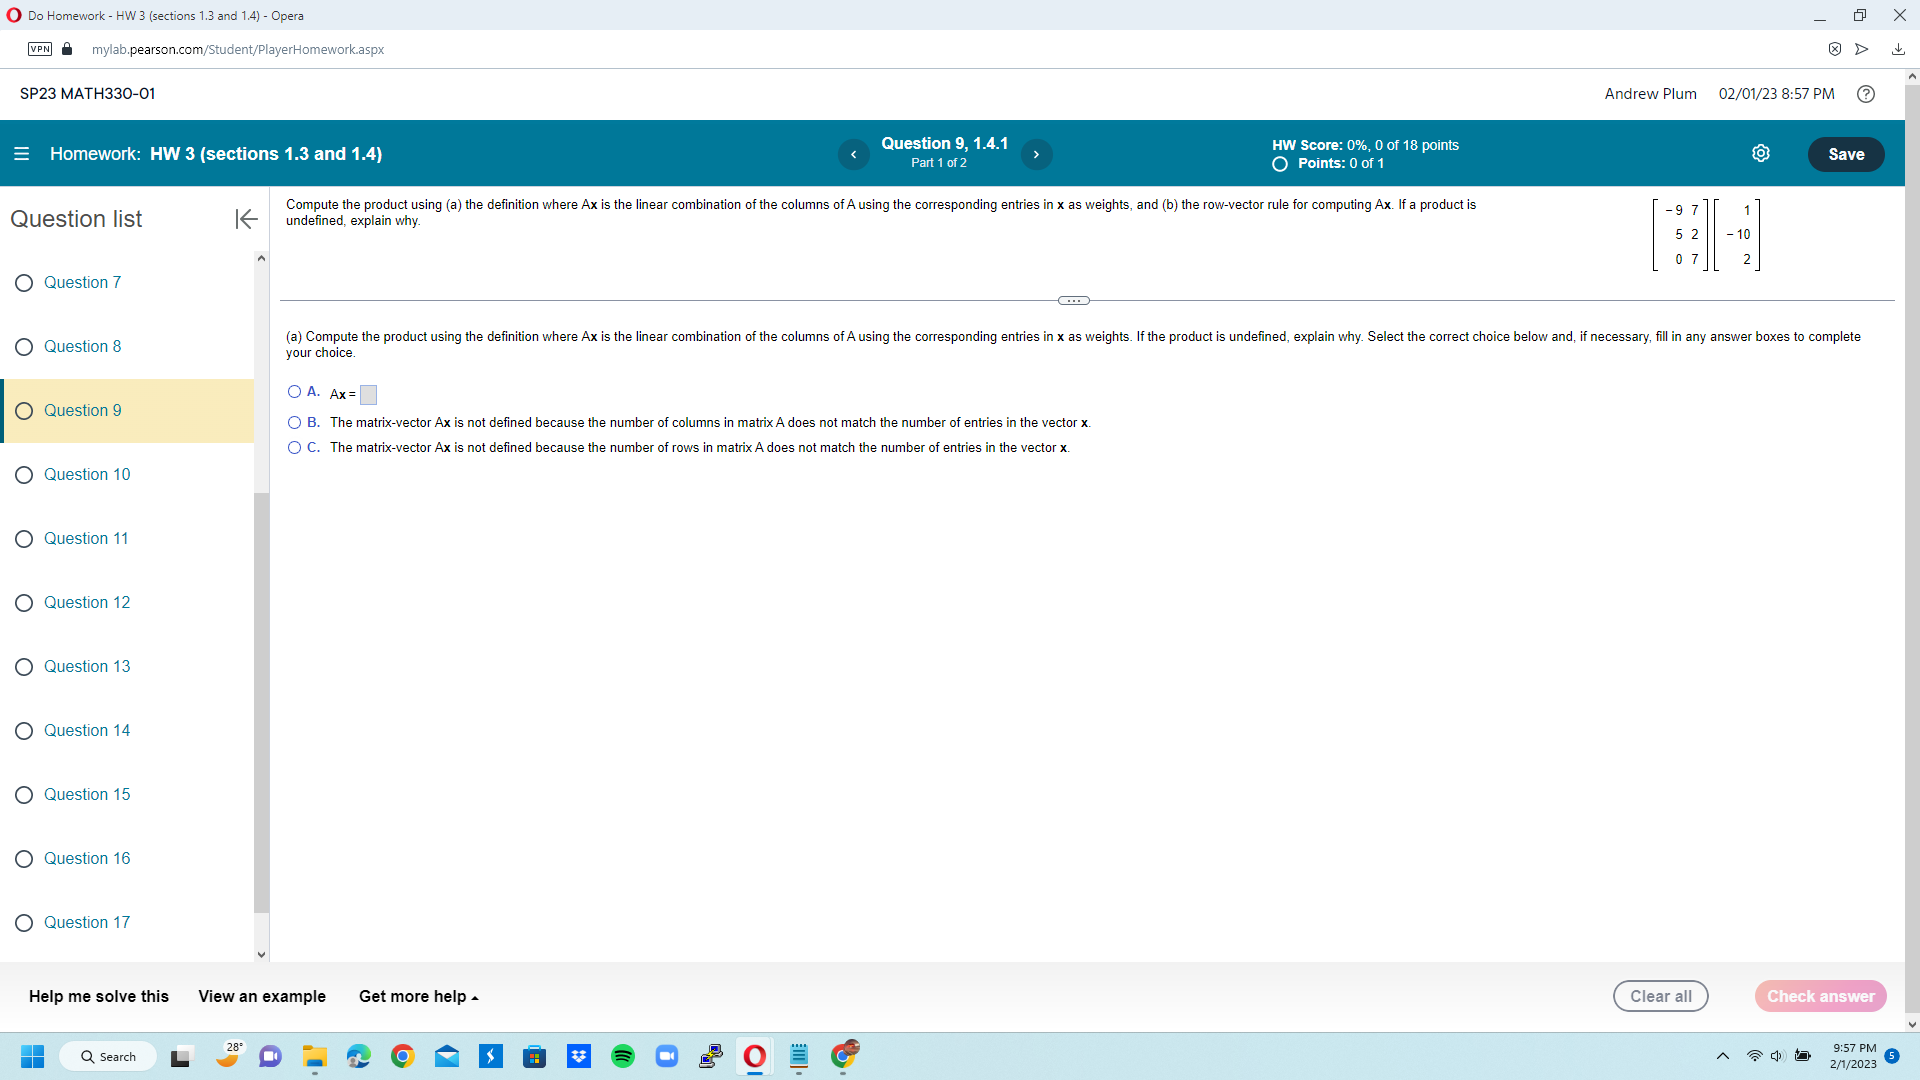 Do Homework - HW 3 (sections 1.3 and 1.4) - Opera
VPN
mylab.pearson.com/Student/PlayerHomework.aspx
SP23 MATH330-01
Andrew Plum 02/01/23 8:57 PM
Homework: HW 3 (sections 1.3 and 1.4)
Question 9, 1.4.1
Part 1 of 2
HW Score: 0%, 0 of 18 points
Points: 0 of 1
Save
Question list
Question 7
Question 8
Question 9
Question 10
Question 11
Question 12
Question 13
Question 14
Question 15
Question 16
Question 17
Compute the product using (a) the definition where Ax is the linear combination of the columns of A using the corresponding entries in x as weights, and (b) the row-vector rule for computing Ax. If a product is
undefined, explain why.
- 9 7 1
5 2 - 10
0 7 2
(a) Compute the product using the definition where Ax is the linear combination of the columns of A using the corresponding entries in x as weights. If the product is undefined, explain why. Select the correct choice below and, if necessary, fill in any answer boxes to complete
your choice.
A. Ax =
B. The matrix-vector Ax is not defined because the number of columns in matrix A does not match the number of entries in the vector x.
C. The matrix-vector Ax is not defined because the number of rows in matrix A does not match the number of entries in the vector x.
Help me solve this
View an example
Get more help
Clear all
Check answer
Search
28°
9:57 PM
2/1/2023
5